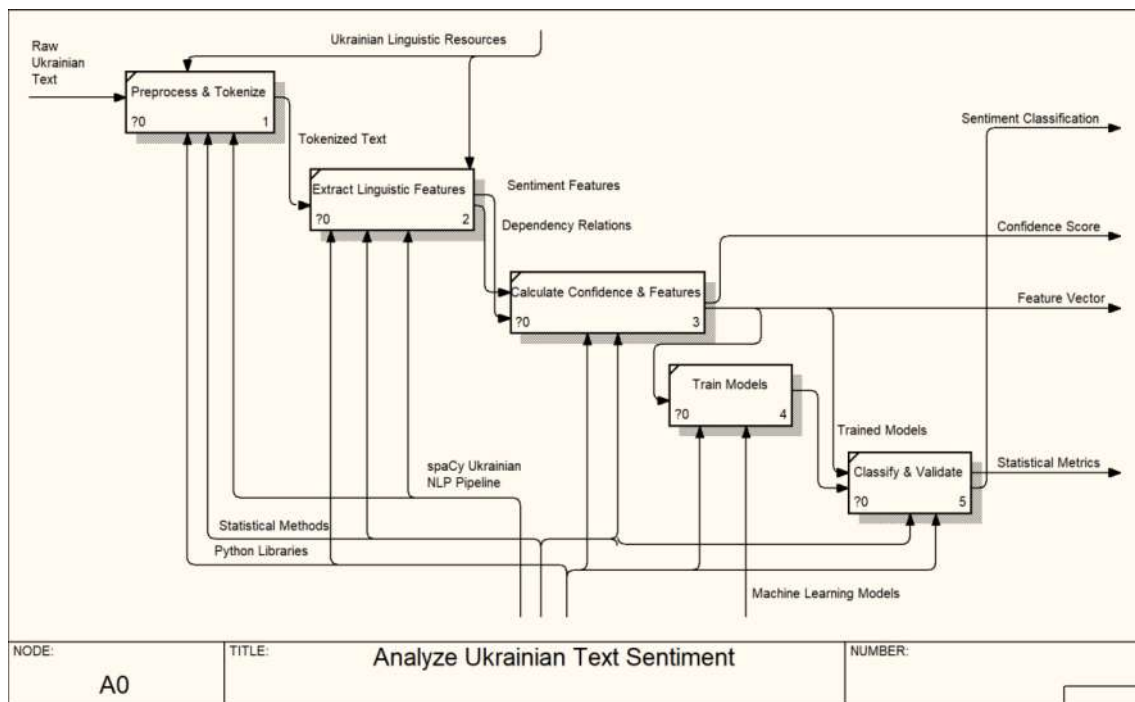 Ukrainian Linguistic Resources
Raw
Ukrainian
Text
Preprocess & Tokenize
?0 1
Sentiment Classification
Tokenized Text
Extract Linguistic Features
?0 2
Sentiment Features
Dependency Relations
Confidence Score
Calculate Confidence & Features
?0 3
Feature Vector
Train Models
?0 4
Trained Models
Classify & Validate
?0 5
Statistical Metrics
spaCy Ukrainian
NLP Pipeline
Statistical Methods
Python Libraries
Machine Learning Models
NODE:
A0
TITLE:
Analyze Ukrainian Text Sentiment
NUMBER: